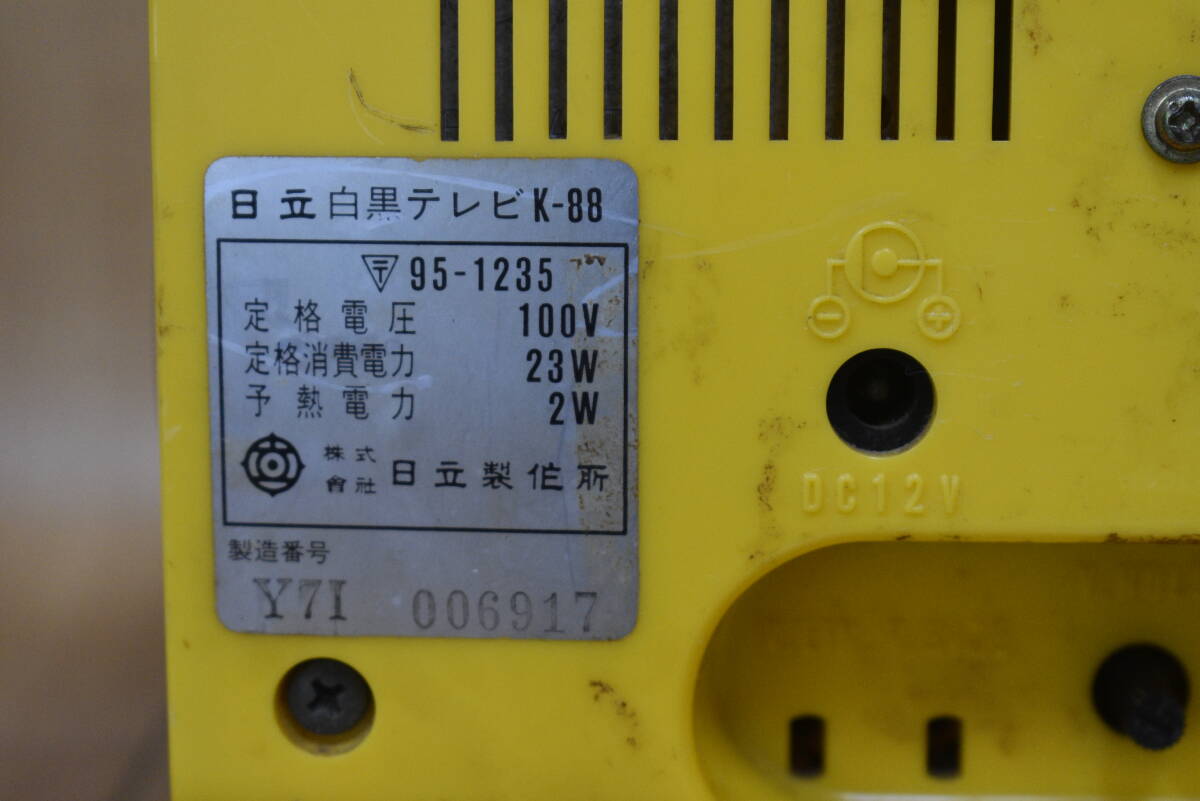 日立白黒テレビ K-88
〒 95-1235
定格電圧 100V
定格消費電力 23W
予熱電力 2W
株式會社 日立製作所
製造番号
Y7I 006917
DC12V